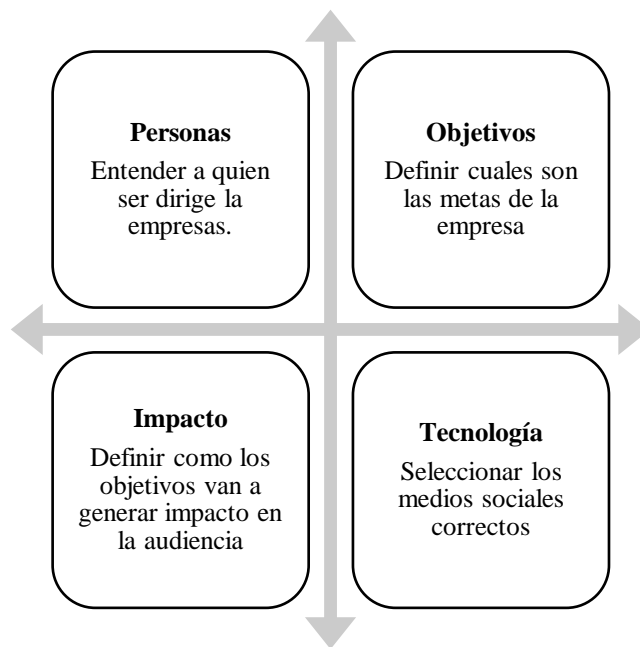 Personas
Entender a quien
ser dirige la
empresas.
Objetivos
Definir cuales son
las metas de la
empresa
Impacto
Definir como los
objetivos van a
generar impacto en
la audiencia
Tecnología
Seleccionar los
medios sociales
correctos